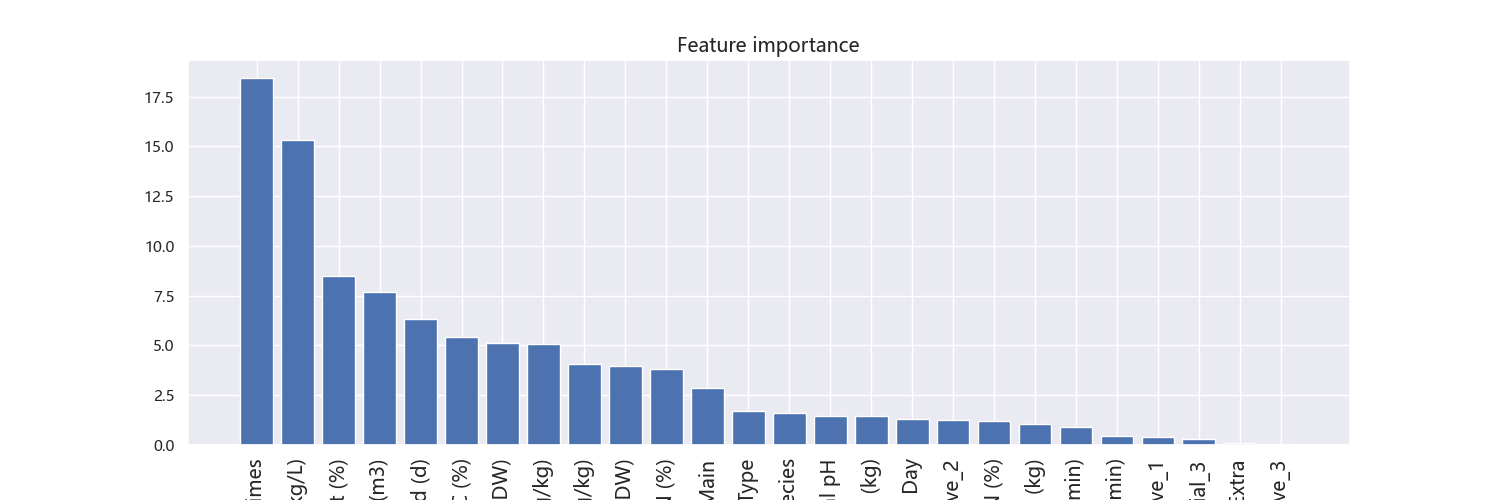 Feature importance
17.5
15.0
12.5
10.0
7.5
5.0
2.5
0.0
imes
kg/L)
t (%)
(m3)
d (d)
C (%)
DW)
/kg)
/kg)
DW)
N (%)
Main
Type
ecies
l pH
(kg)
Day
ve_2
N (%)
(kg)
min)
min)
ve_1
ial_3
Extra
ve_3